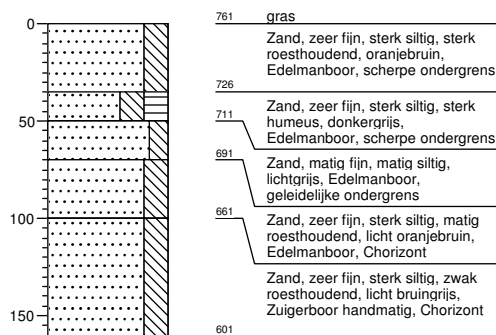 0
50
100
150
761 gras
Zand, zeer fijn, sterk siltig, sterk
roesthoudend, oranjebruin,
Edelmanboor, scherpe ondergrens
726
Zand, zeer fijn, sterk siltig, sterk
humeus, donkergrijs,
Edelmanboor, scherpe ondergrens
711
Zand, matig fijn, matig siltig,
lichtgrijs, Edelmanboor,
geleidelijke ondergrens
691
Zand, zeer fijn, sterk siltig, matig
roesthoudend, licht oranjebruin,
Edelmanboor, Chorizont
661
Zand, zeer fijn, sterk siltig, zwak
roesthoudend, licht bruingrijs,
Zuigerboor handmatig, Chorizont
601